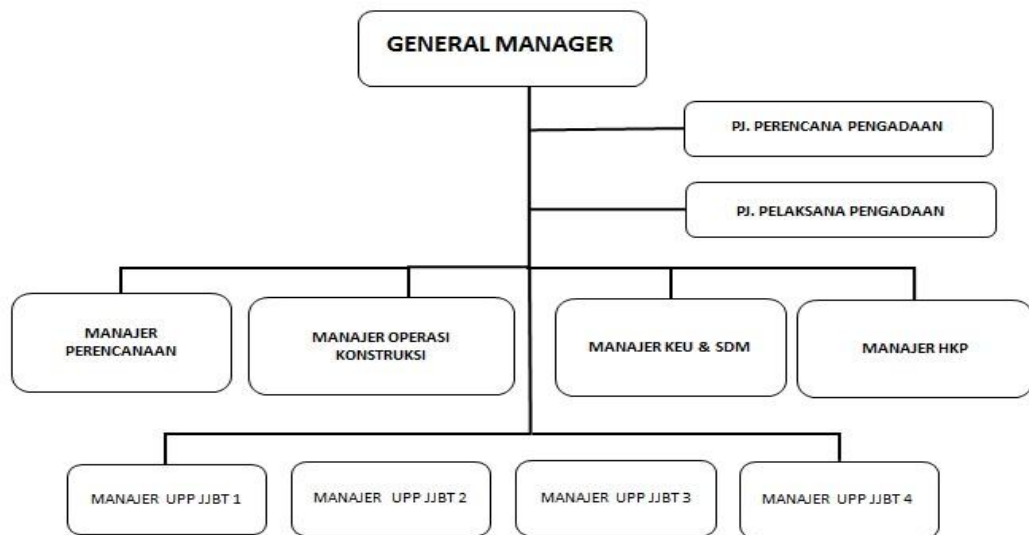 GENERAL MANAGER
PJ. PERENCANA PENGADAAN
PJ. PELAKSANA PENGADAAN
MANAJER
PERENCANAAN
MANAJER OPERASI
KONSTRUKSI
MANAJER KEU & SDM
MANAJER HKP
MANAJER UPP JJBT 1
MANAJER UPP JJBT 2
MANAJER UPP JJBT 3
MANAJER UPP JJBT 4